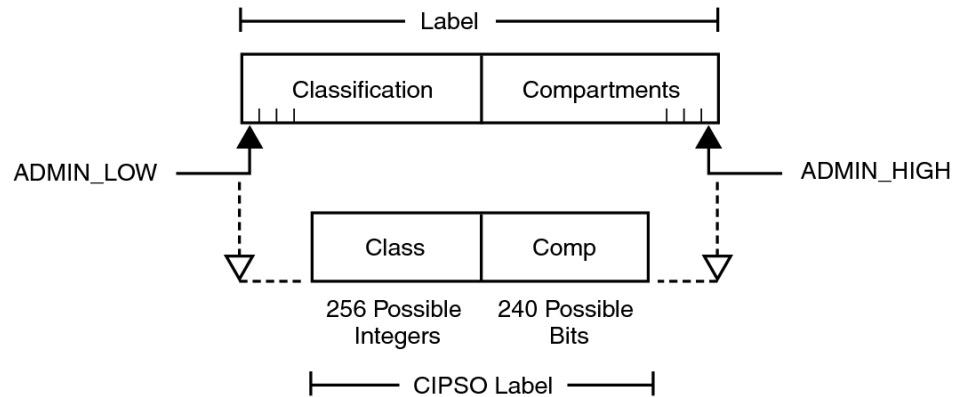 Label
Classification Compartments
ADMIN_LOW ADMIN_HIGH
Class Comp
256 Possible 240 Possible
Integers Bits
CIPSO Label